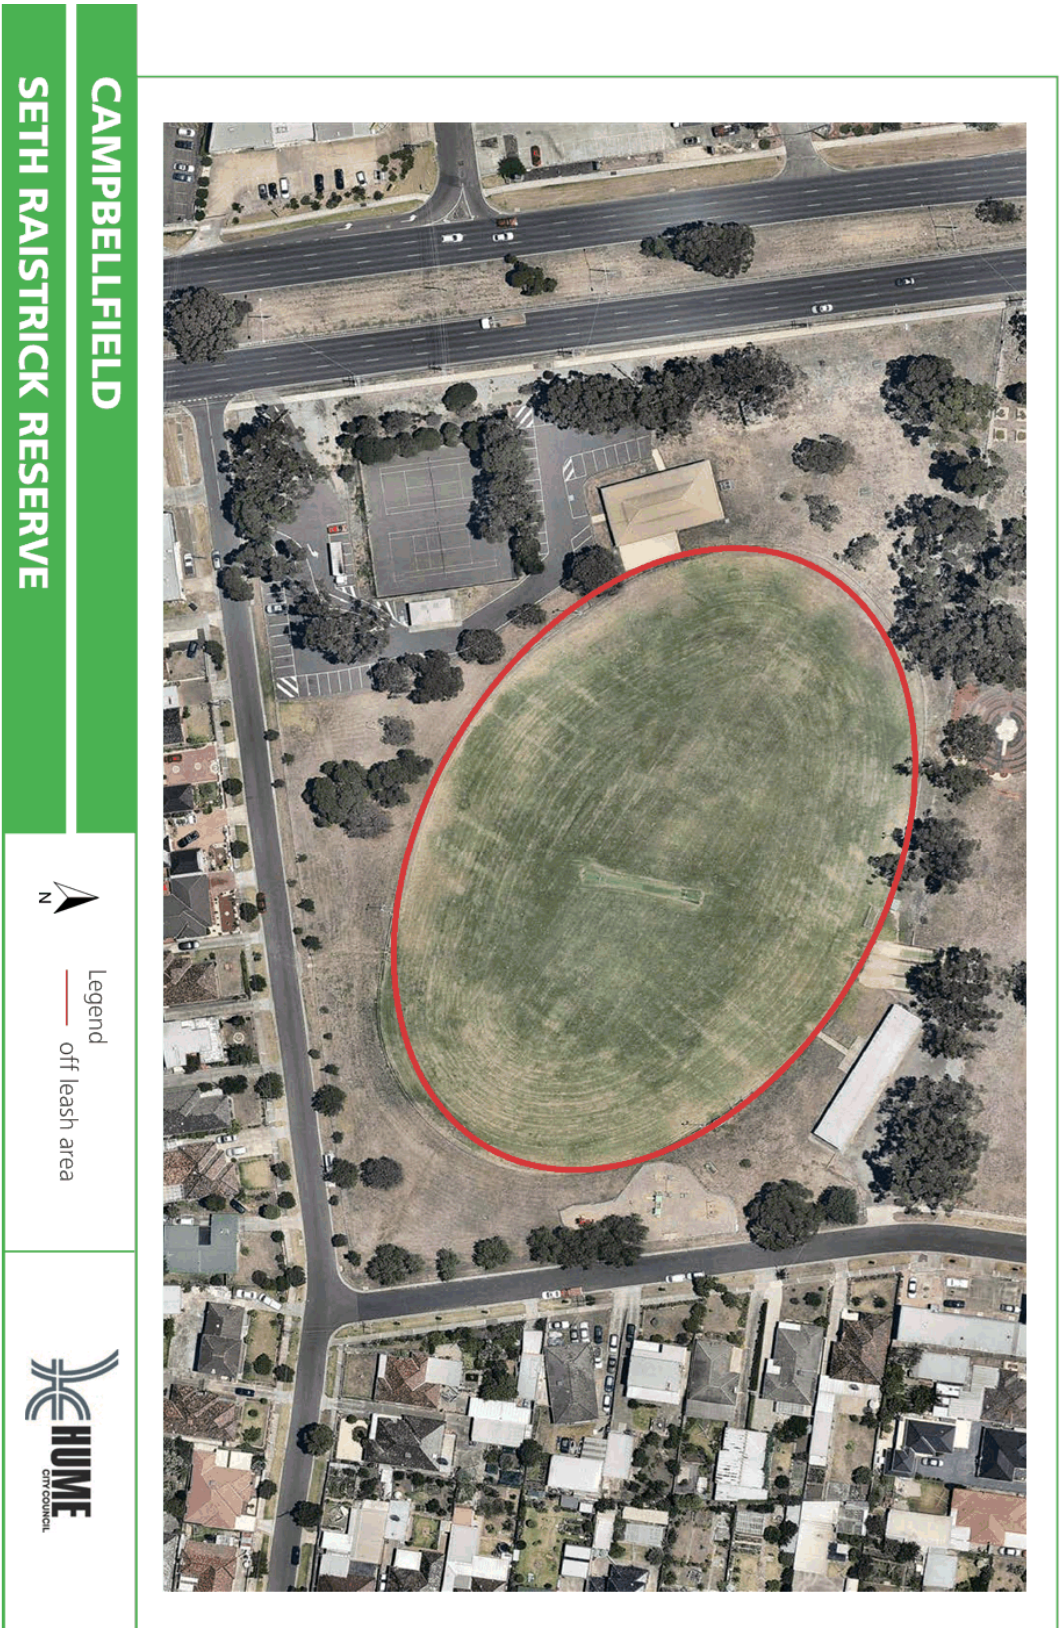 CAMPBELLFIELD
SETH RAISTRICK RESERVE
N
Legend
off leash area
HUME
CITY COUNCIL